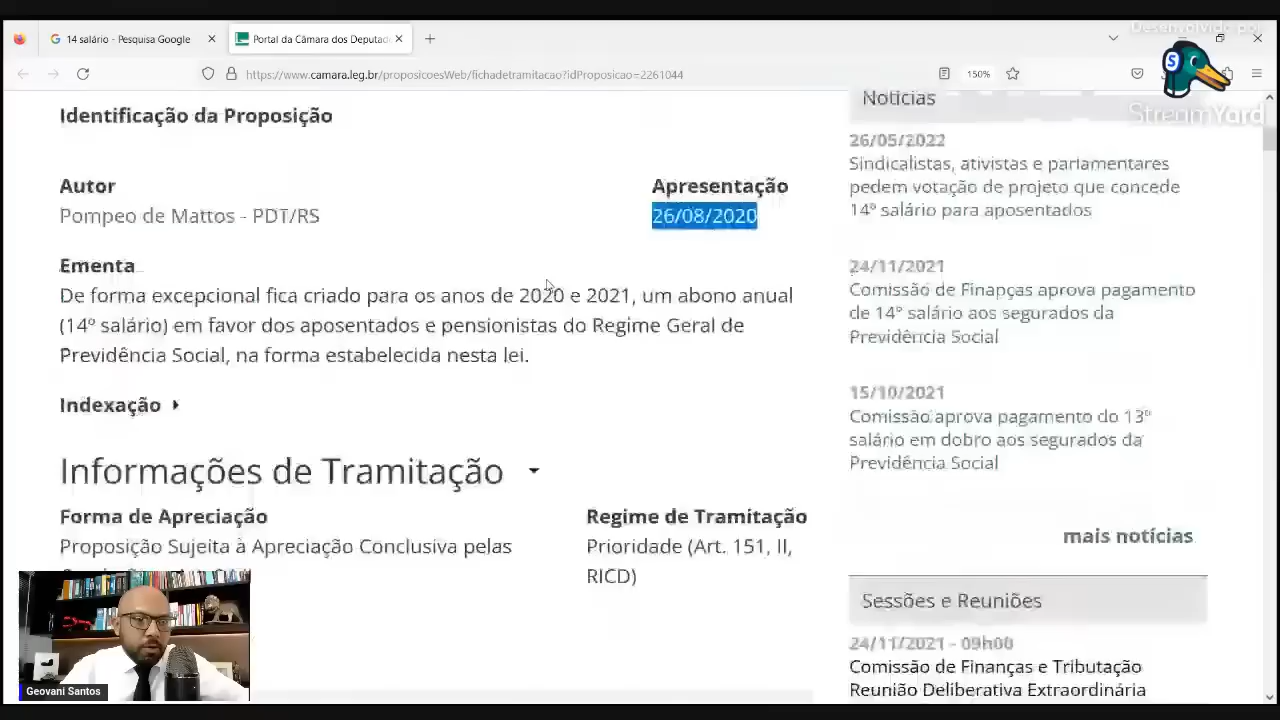 14 salário - Pesquisa Google
Portal da Câmara dos Deputad
Desenvolvido por
https://www.camara.leg.br/proposicoesWeb/fichadetramitacao?idProposicao=2261044
150%
StreamYard
Identificação da Proposição
Autor
Apresentação
Pompeo de Mattos - PDT/RS
26/08/2020
Ementa
De forma excepcional fica criado para os anos de 2020 e 2021, um abono anual
(14º salário) em favor dos aposentados e pensionistas do Regime Geral de
Previdência Social, na forma estabelecida nesta lei.
Indexação
Informações de Tramitação
Forma de Apreciação
Regime de Tramitação
Proposição Sujeita à Apreciação Conclusiva pelas
Prioridade (Art. 151, II,
RICD)
Notícias
26/05/2022
Sindicalistas, ativistas e parlamentares
pedem votação de projeto que concede
14º salário para aposentados
24/11/2021
Comissão de Finanças aprova pagamento
de 14º salário aos segurados da
Previdência Social
15/10/2021
Comissão aprova pagamento do 13º
salário em dobro aos segurados da
Previdência Social
mais notícias
Sessões e Reuniões
24/11/2021 - 09h00
Comissão de Finanças e Tributação
Reunião Deliberativa Extraordinária
Geovani Santos